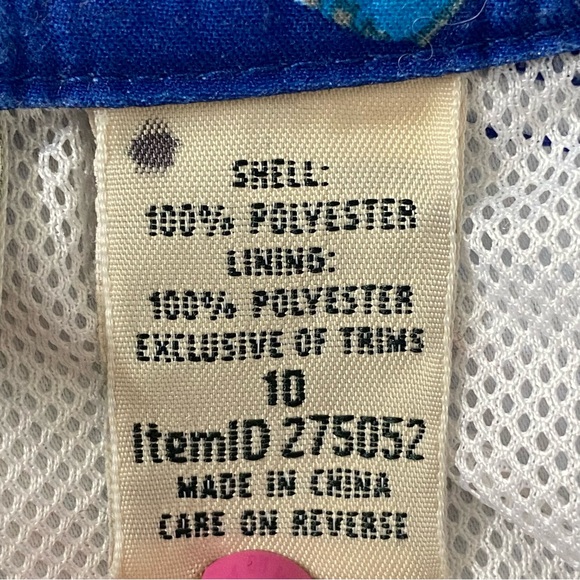 SHELL:
100% POLYESTER
LINING:
100% POLYESTER
EXCLUSIVE OF TRIMS
10
ItemID 275052
MADE IN CHINA
CARE ON REVERSE